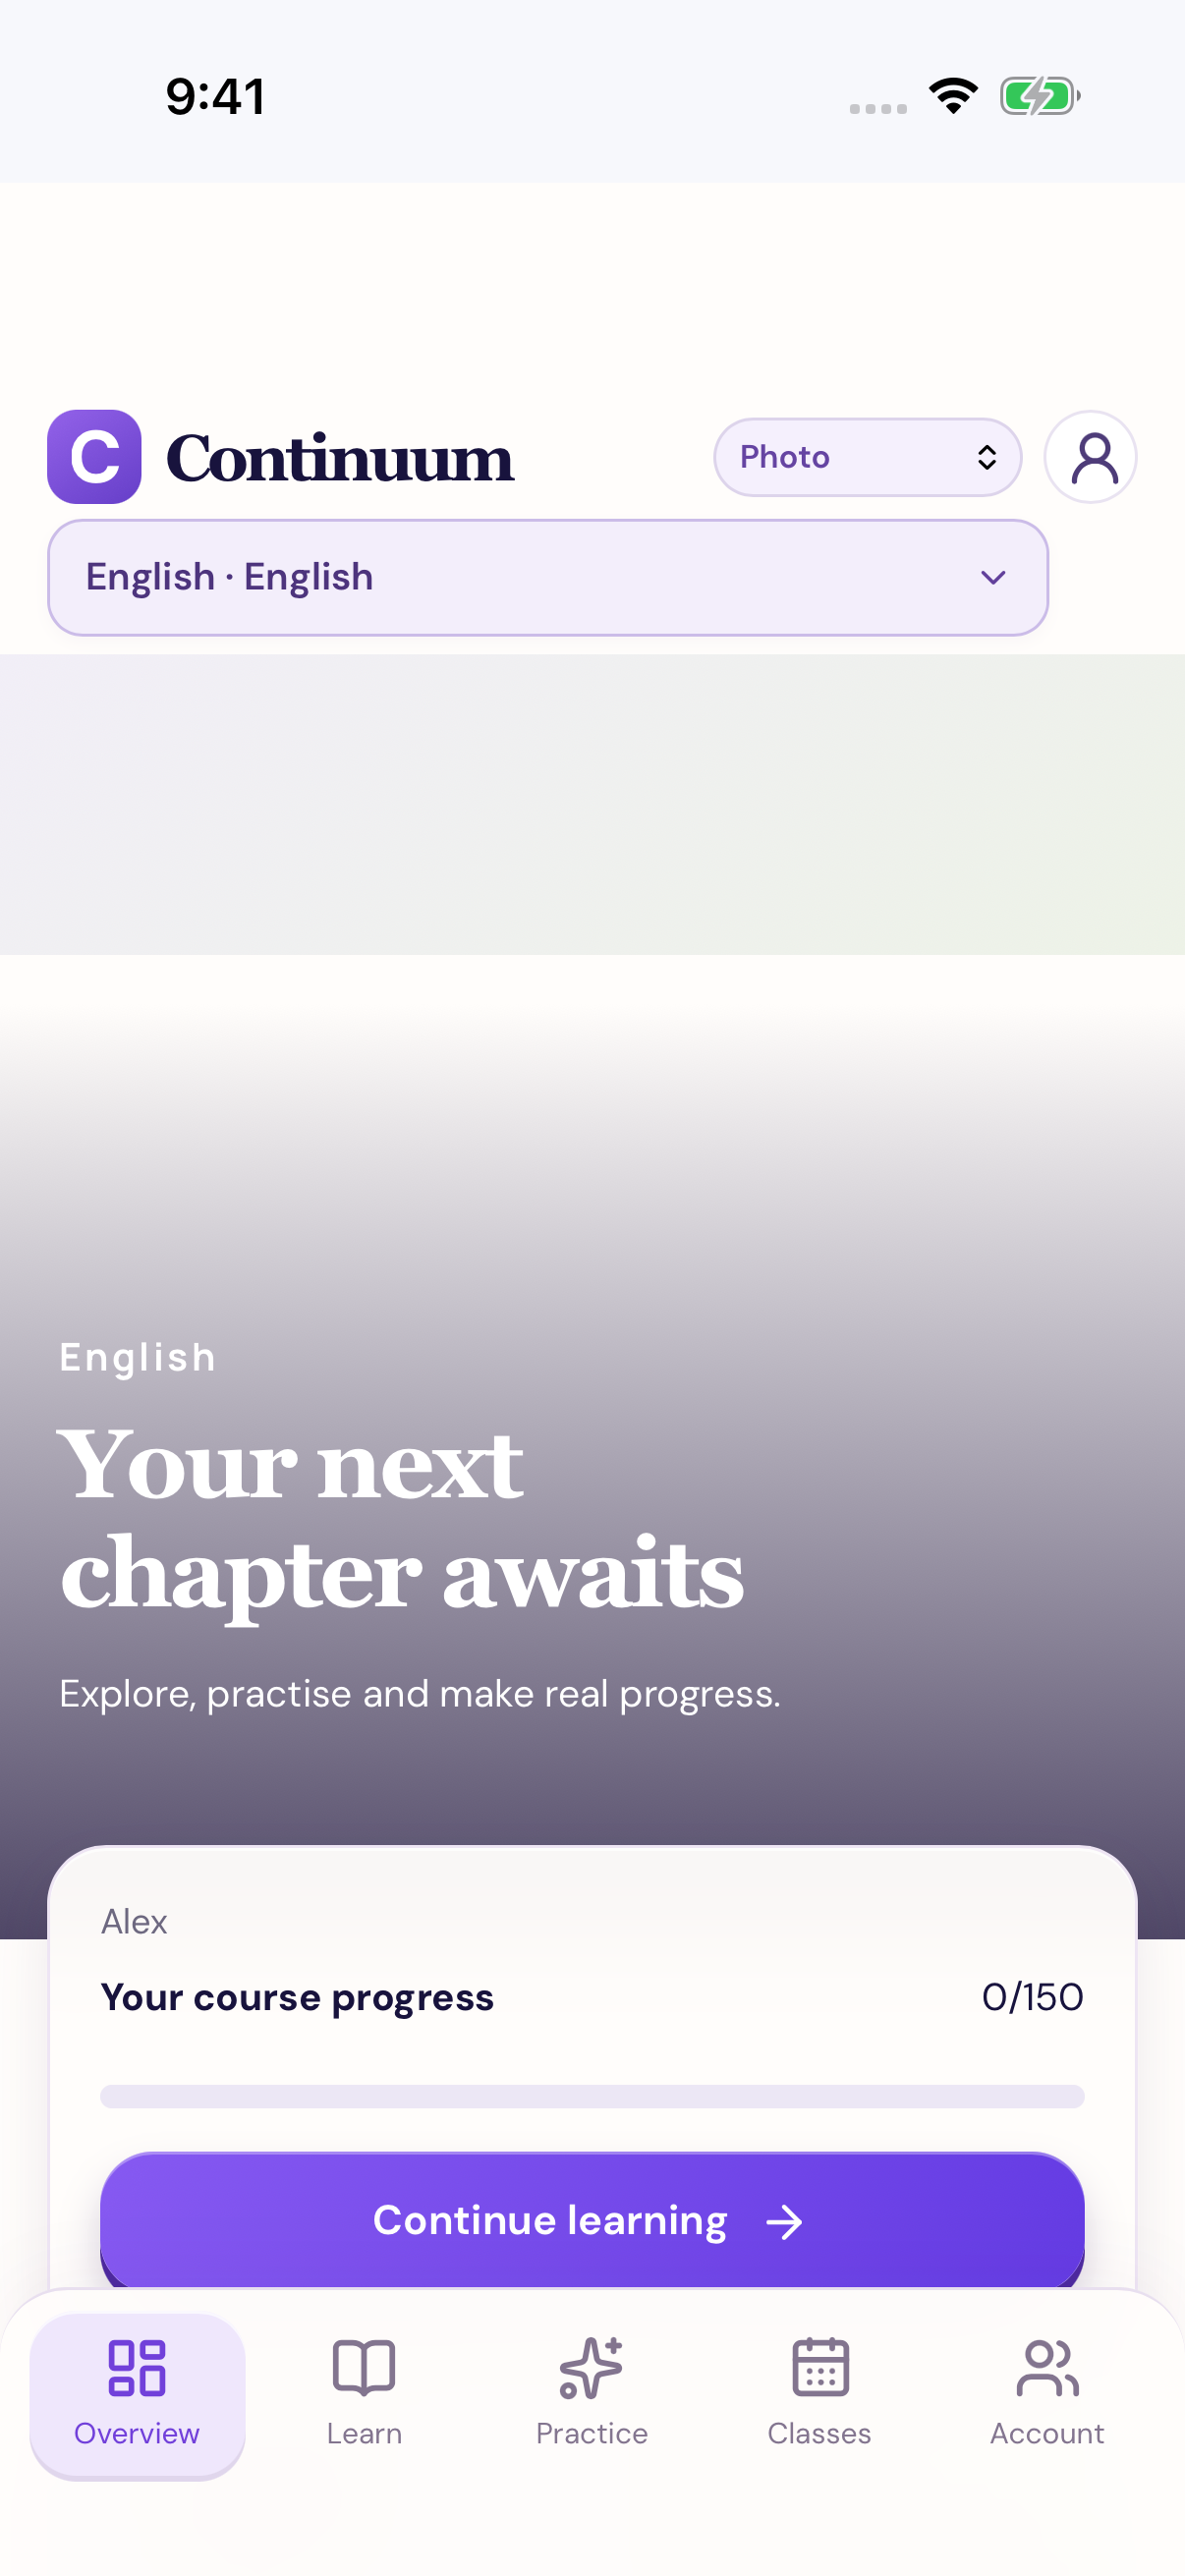 9:41
C Continuum
Photo
English · English
English
Your next
chapter awaits
Explore, practise and make real progress.
Alex
Your course progress 0/150
Continue learning
Overview Learn Practice Classes Account